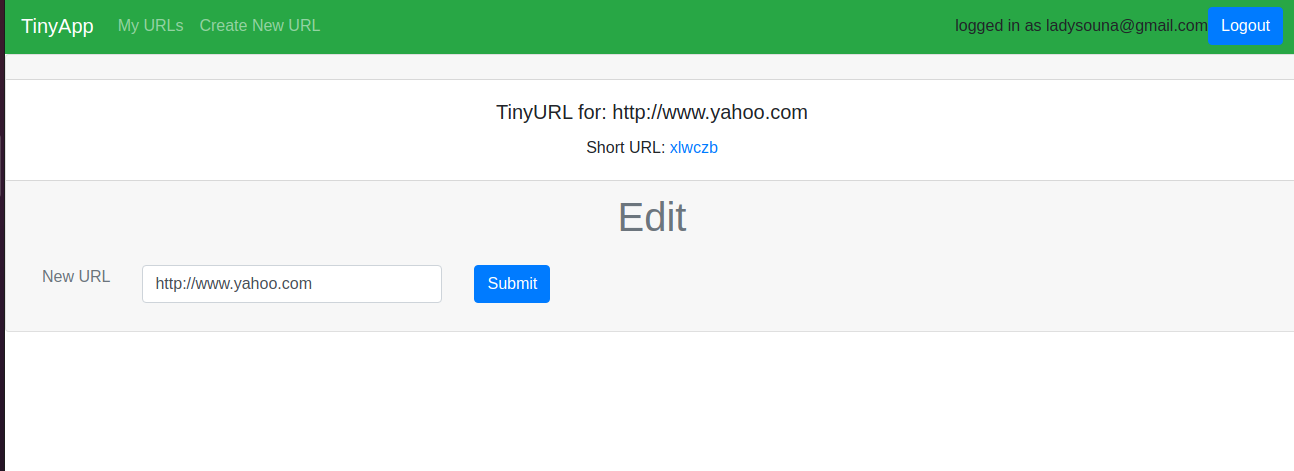 TinyApp My URLs Create New URL logged in as ladysouna@gmail.com Logout
TinyURL for: http://www.yahoo.com
Short URL: xlwczb
Edit
New URL http://www.yahoo.com Submit